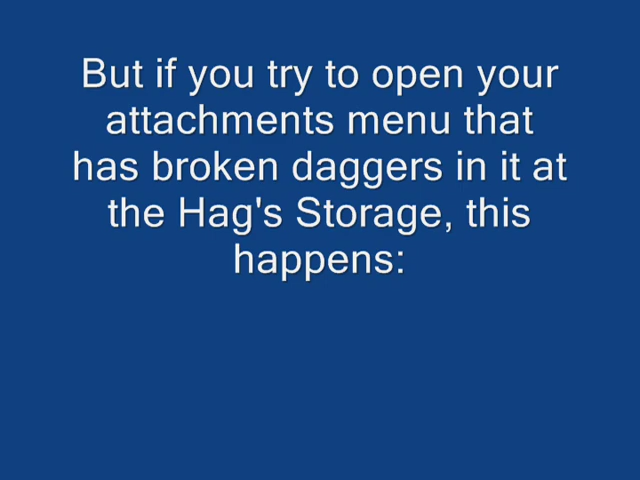 But if you try to open your
attachments menu that
has broken daggers in it at
the Hag's Storage, this
happens: